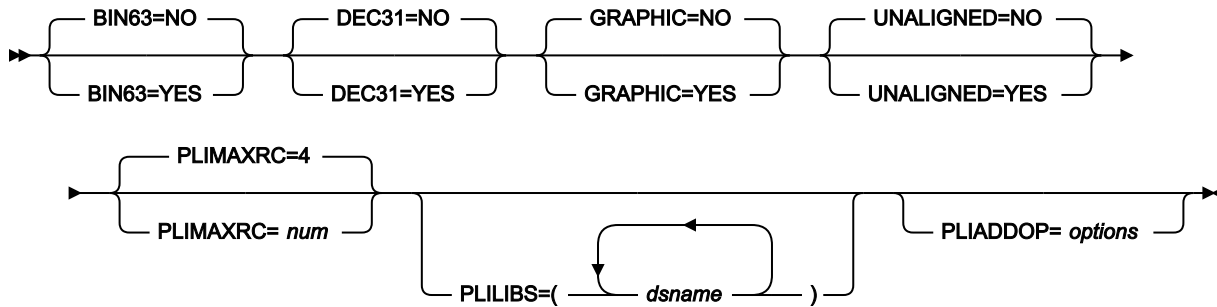 BIN63=NO DEC31=NO GRAPHIC=NO UNALIGNED=NO
BIN63=YES DEC31=YES GRAPHIC=YES UNALIGNED=YES
PLIMAXRC=4
PLIMAXRC= num PLIADDOP= options
PLILIBS=( dsname )